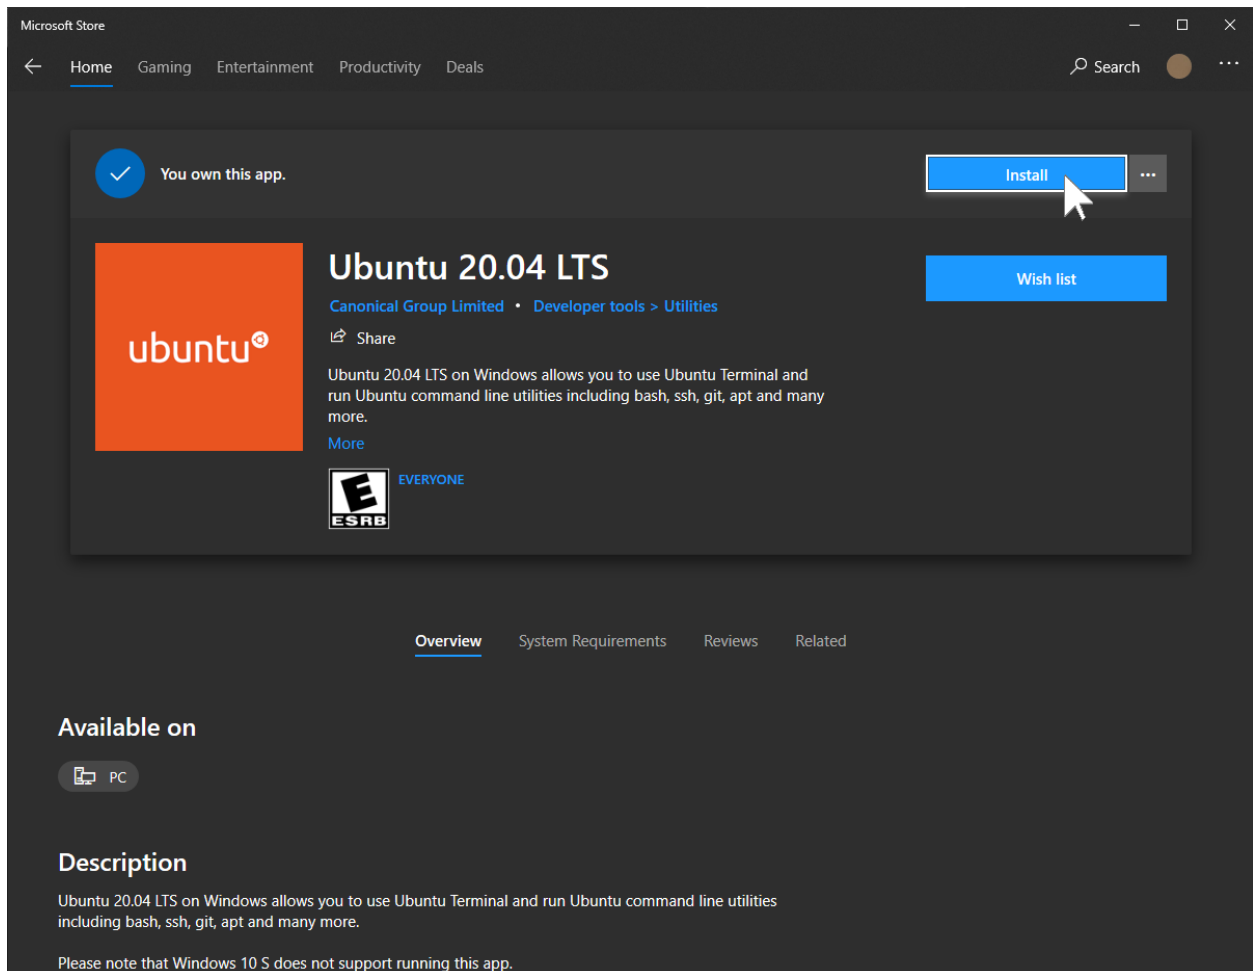 Microsoft Store
Home Gaming Entertainment Productivity Deals Search
You own this app.
Install
Ubuntu 20.04 LTS
Wish list
Canonical Group Limited • Developer tools > Utilities
Share
ubuntu
Ubuntu 20.04 LTS on Windows allows you to use Ubuntu Terminal and
run Ubuntu command line utilities including bash, ssh, git, apt and many
more.
More
E
ESRB
EVERYONE
Overview System Requirements Reviews Related
Available on
PC
Description
Ubuntu 20.04 LTS on Windows allows you to use Ubuntu Terminal and run Ubuntu command line utilities
including bash, ssh, git, apt and many more.
Please note that Windows 10 S does not support running this app.